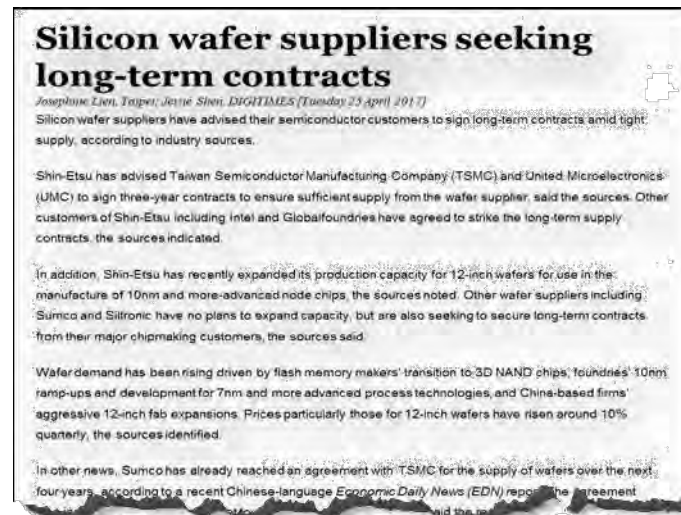 Silicon wafer suppliers seeking
long-term contracts
Josephine Lien, Taipei; Jessie Shen, DIGITIMES [Tuesday 25 April 2017]
Silicon wafer suppliers have advised their semiconductor customers to sign long-term contracts amid tight
supply, according to industry sources.
Shin-Etsu has advised Taiwan Semiconductor Manufacturing Company (TSMC) and United Microelectronics
(UMC) to sign three-year contracts to ensure sufficient supply from the wafer supplier, said the sources. Other
customers of Shin-Etsu including Intel and Globalfoundries have agreed to strike the long-term supply
contracts, the sources indicated.
In addition, Shin-Etsu has recently expanded its production capacity for 12-inch wafers for use in the
manufacture of 10nm and more-advanced node chips, the sources noted. Other wafer suppliers including
Sumco and Siltronic have no plans to expand capacity, but are also seeking to secure long-term contracts
from their major chipmaking customers, the sources said.
Wafer demand has been rising driven by flash memory makers' transition to 3D NAND chips, foundries' 10nm
ramp-ups and development for 7nm and more advanced process technologies, and China-based firms'
aggressive 12-inch fab expansions. Prices particularly those for 12-inch wafers have risen around 10%
quarterly, the sources identified.
In other news, Sumco has already reached an agreement with TSMC for the supply of wafers over the next
four years, according to a recent Chinese-language Economic Daily News (EDN) report. The agreement
said the